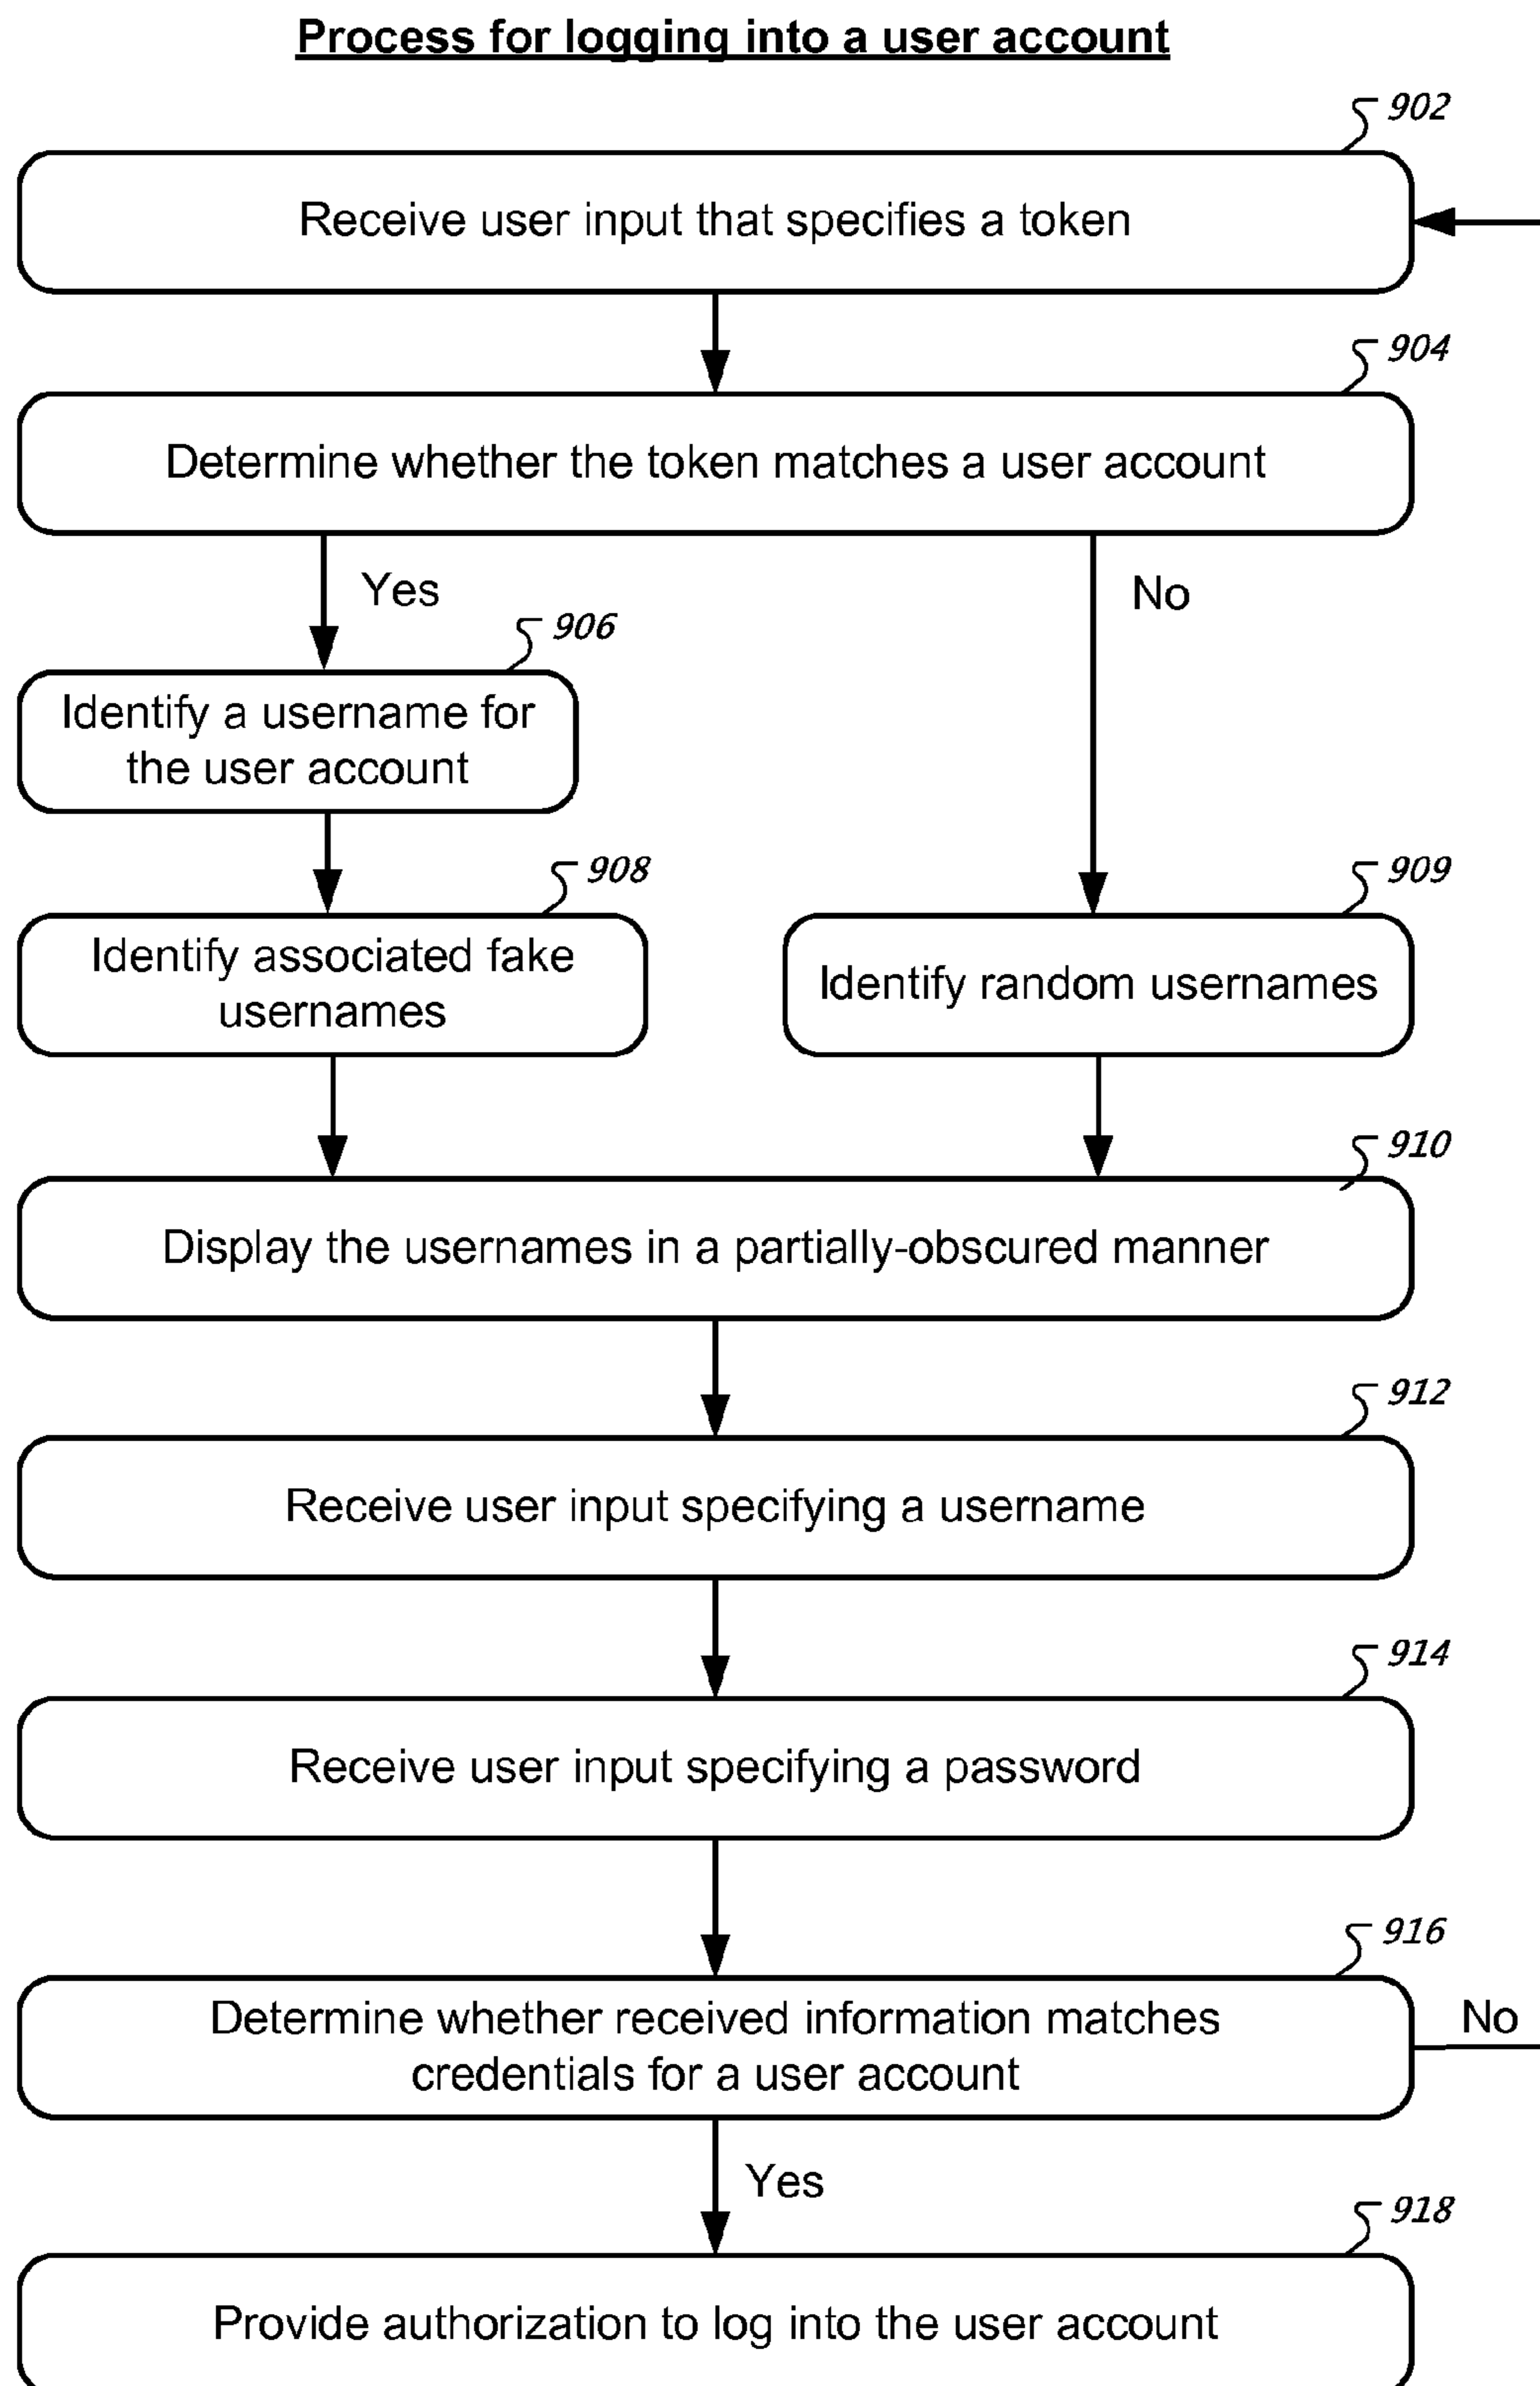 Process for logging into a user account
902
Receive user input that specifies a token
904
Determine whether the token matches a user account
Yes
No
906
Identify a username for
the user account
908
Identify associated fake
usernames
909
Identify random usernames
910
Display the usernames in a partially-obscured manner
912
Receive user input specifying a username
914
Receive user input specifying a password
916
Determine whether received information matches
credentials for a user account
No
Yes
918
Provide authorization to log into the user account